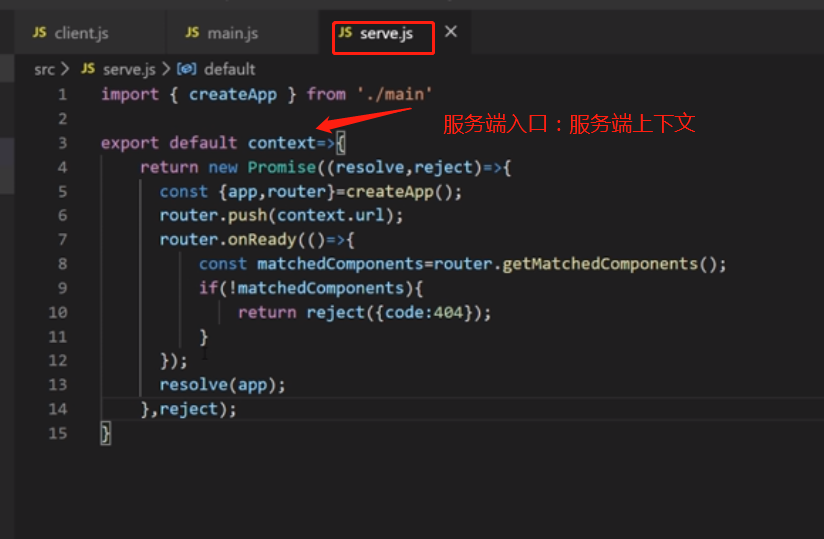 JS client.js JS main.js JS serve.js ×
src > JS serve.js > default
1 import { createApp } from './main'
2
3 export default context=>{
服务端入口：服务端上下文
4 return new Promise((resolve,reject)=>{
5 const {app,router}=createApp();
6 router.push(context.url);
7 router.onReady(()=>{
8 const matchedComponents=router.getMatchedComponents();
9 if(!matchedComponents){
10 return reject({code:404});
11 }
12 });
13 resolve(app);
14 },reject);
15 }